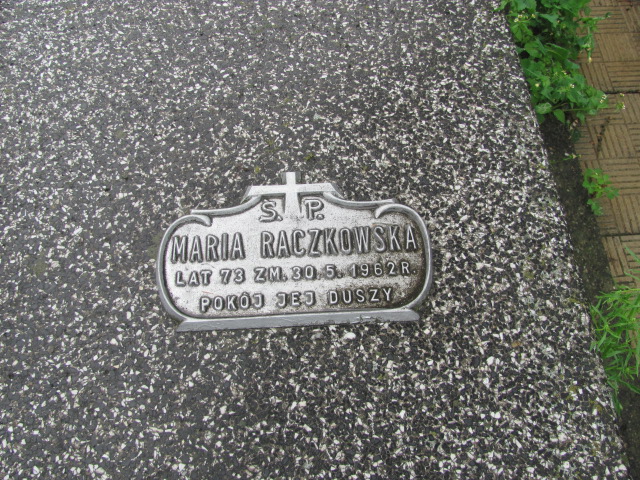 Ś. P.
MARIA RACZKOWSKA
LAT 73 ZM. 30.5.1962 R.
POKÓJ JEJ DUSZY